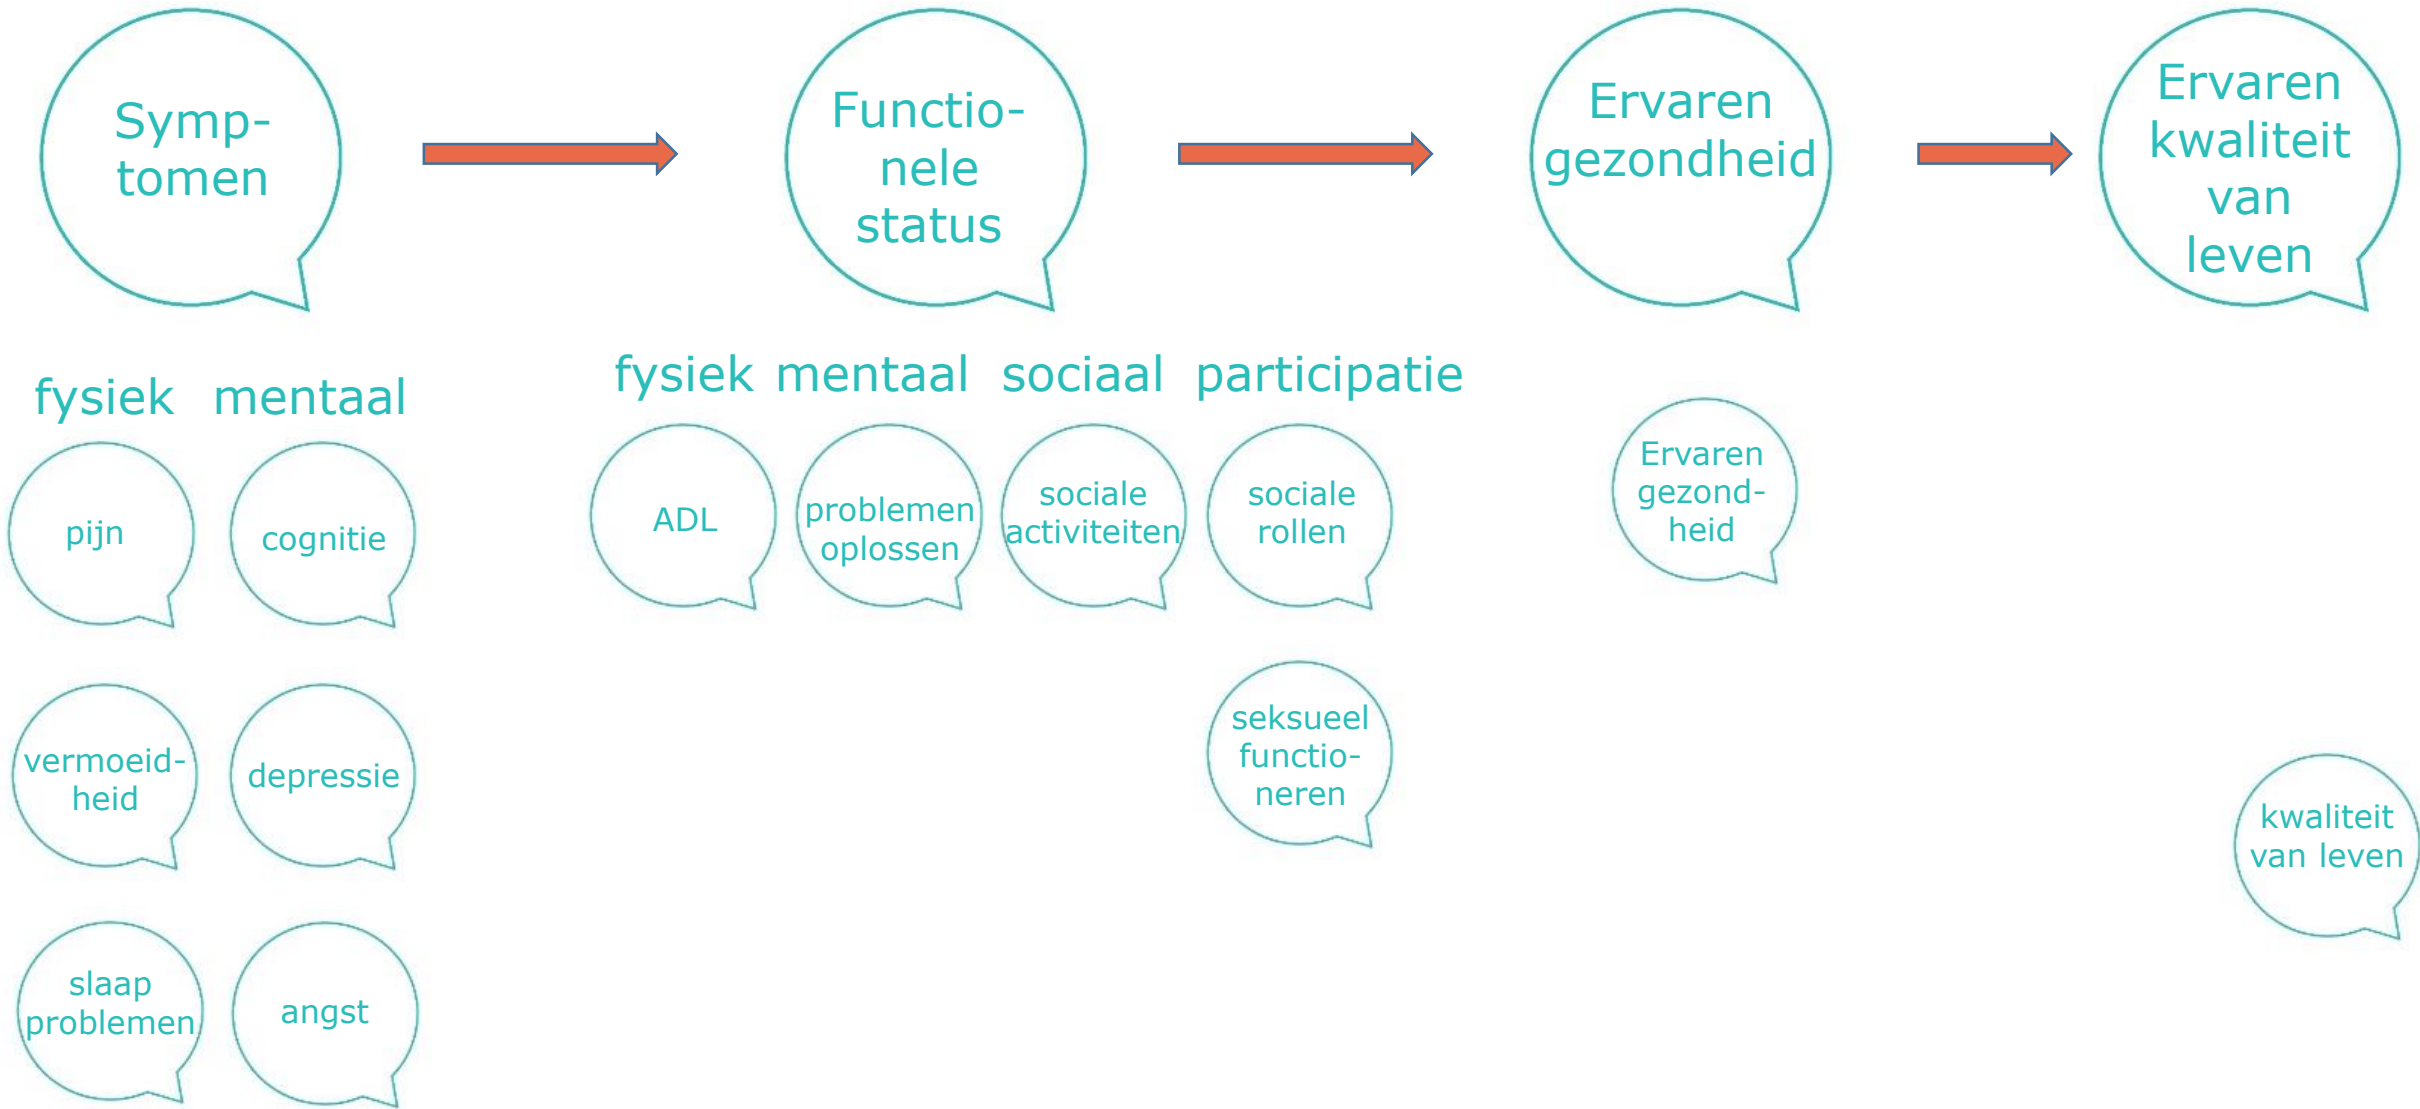 Symp-
tomen
Functio-
nele
status
Ervaren
gezondheid
Ervaren
kwaliteit
van
leven
fysiek mentaal
pijn
cognitie
vermoeid-
heid
depressie
slaap
problemen
angst
fysiek mentaal sociaal participatie
ADL
problemen
oplossen
sociale
activiteiten
sociale
rollen
seksueel
functio-
neren
Ervaren
gezond-
heid
kwaliteit
van leven